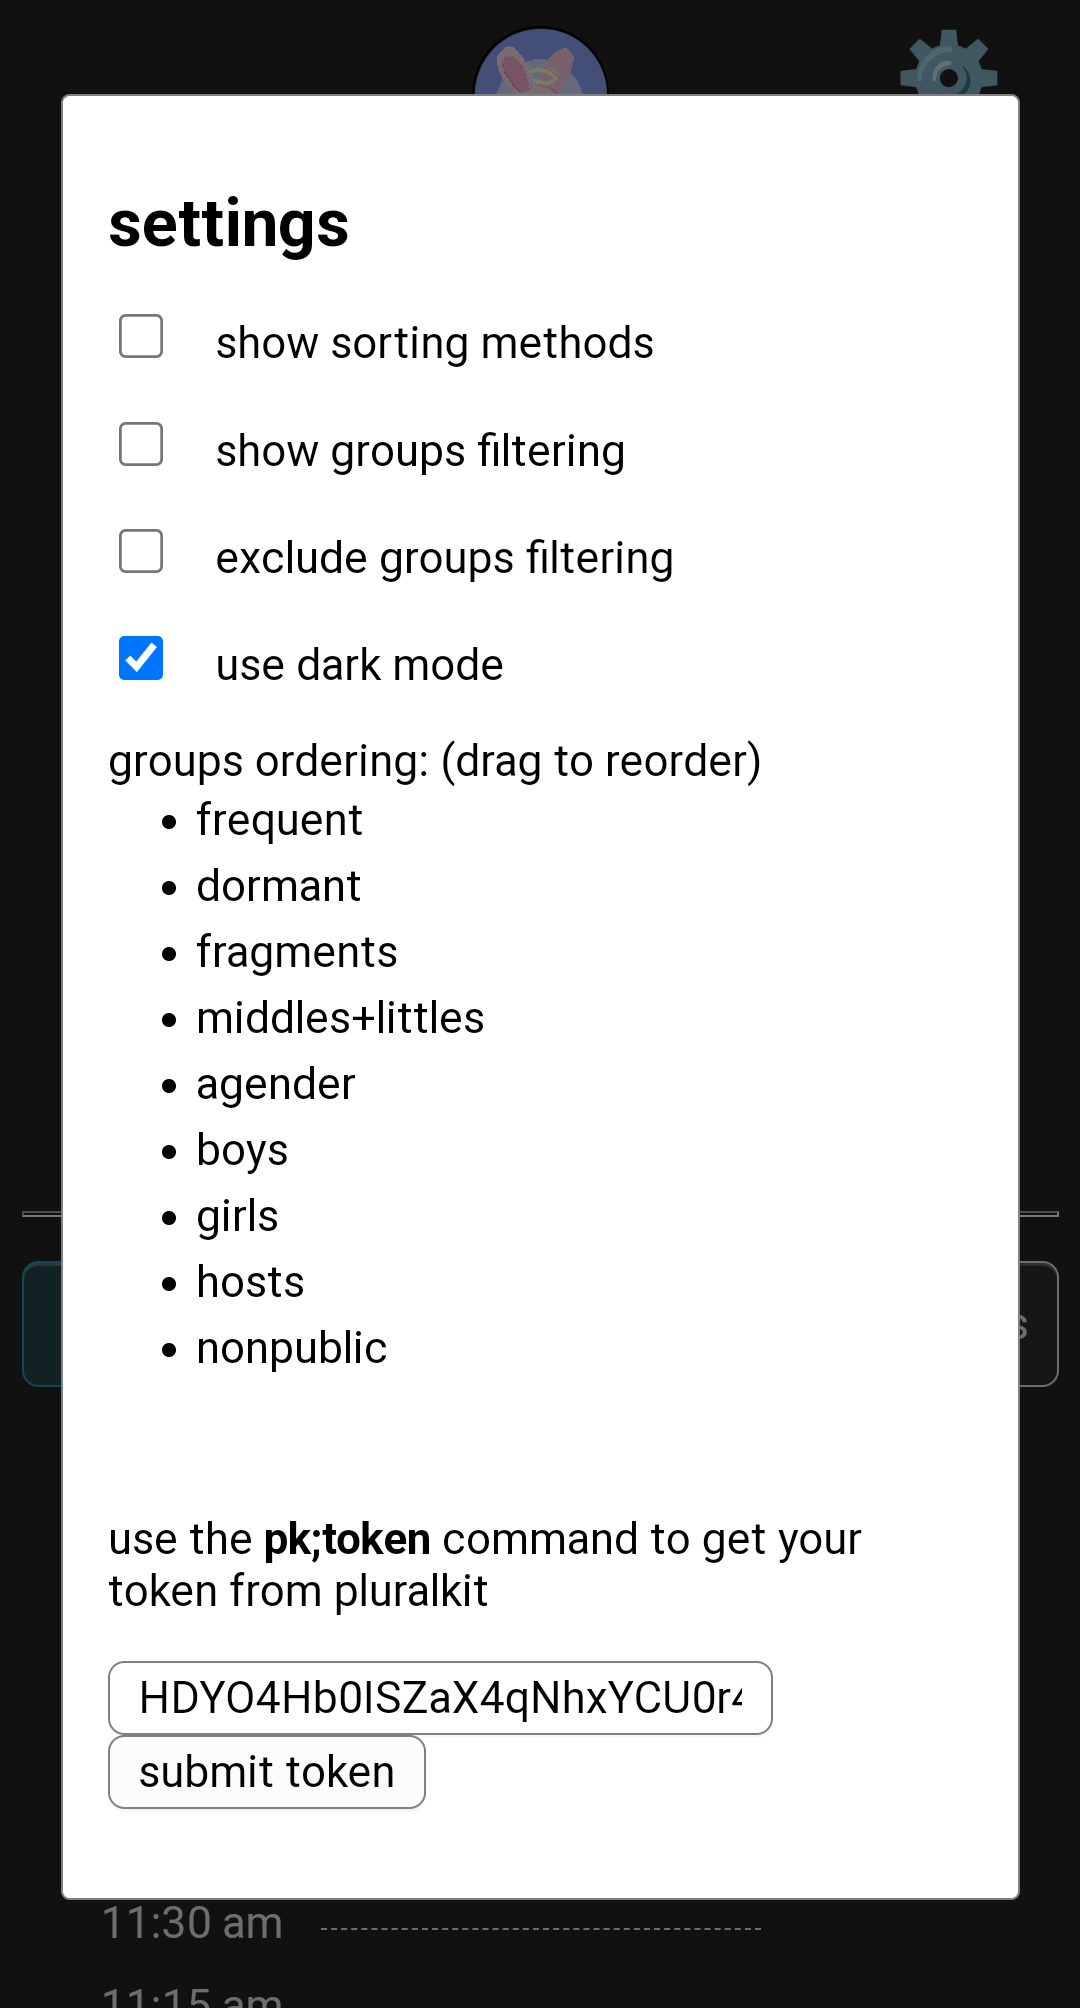 settings
show sorting methods
show groups filtering
exclude groups filtering
use dark mode
groups ordering: (drag to reorder)
frequent
dormant
fragments
middles+littles
agender
boys
girls
hosts
nonpublic
use the pk;token command to get your
token from pluralkit
HDYO4Hb0ISZaX4qNhxYCU0r4
submit token
11:30 am
11:15 am